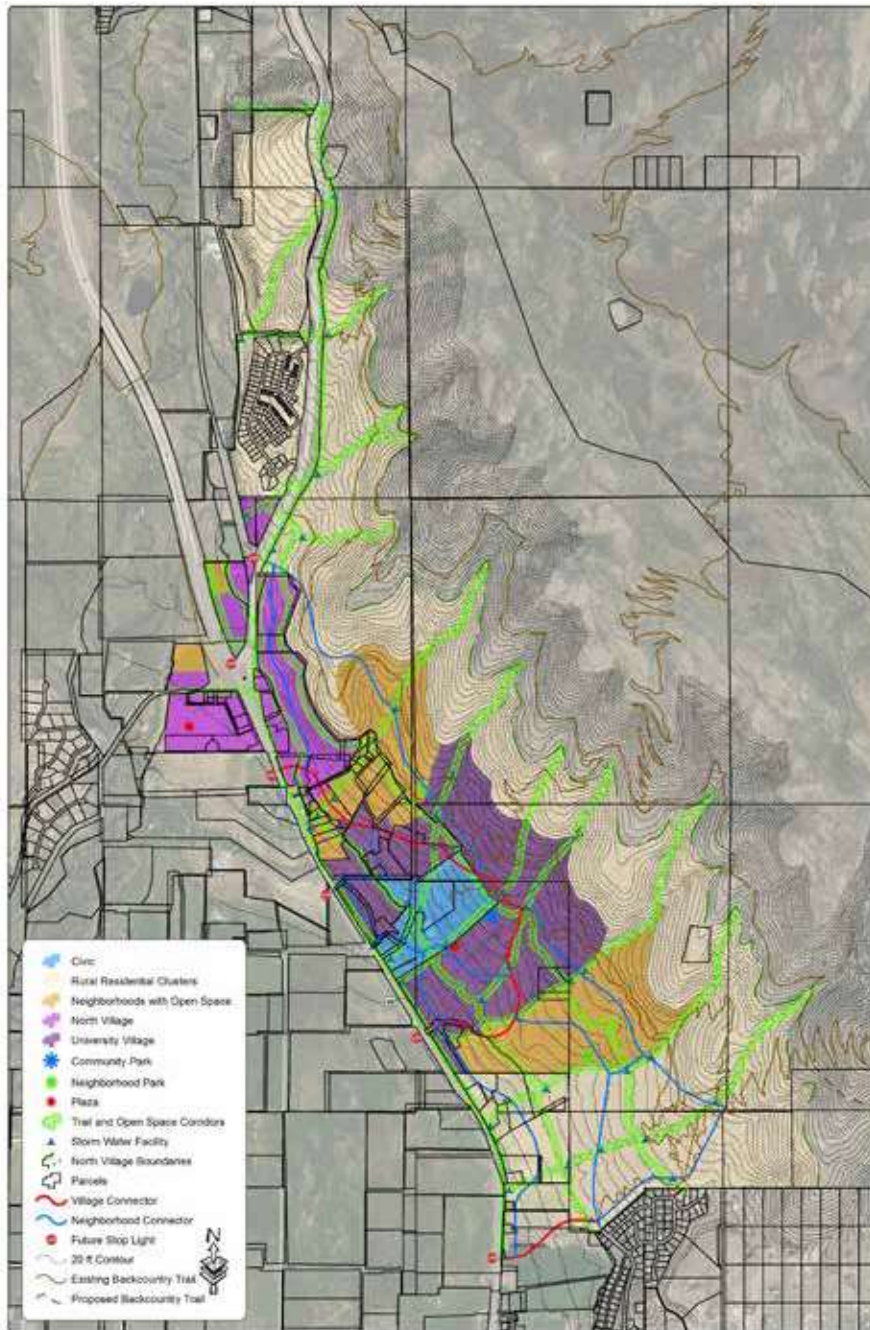 Civic
Rural Residential Clusters
Neighborhoods with Open Space
North Village
University Village
Community Park
Neighborhood Park
Plaza
Trail and Open Space Corridors
Storm Water Facility
North Village Boundaries
Parcels
Village Connector
Neighborhood Connector
Future Stop Light
20 ft Contour
Existing Backcountry Trail
Proposed Backcountry Trail
N